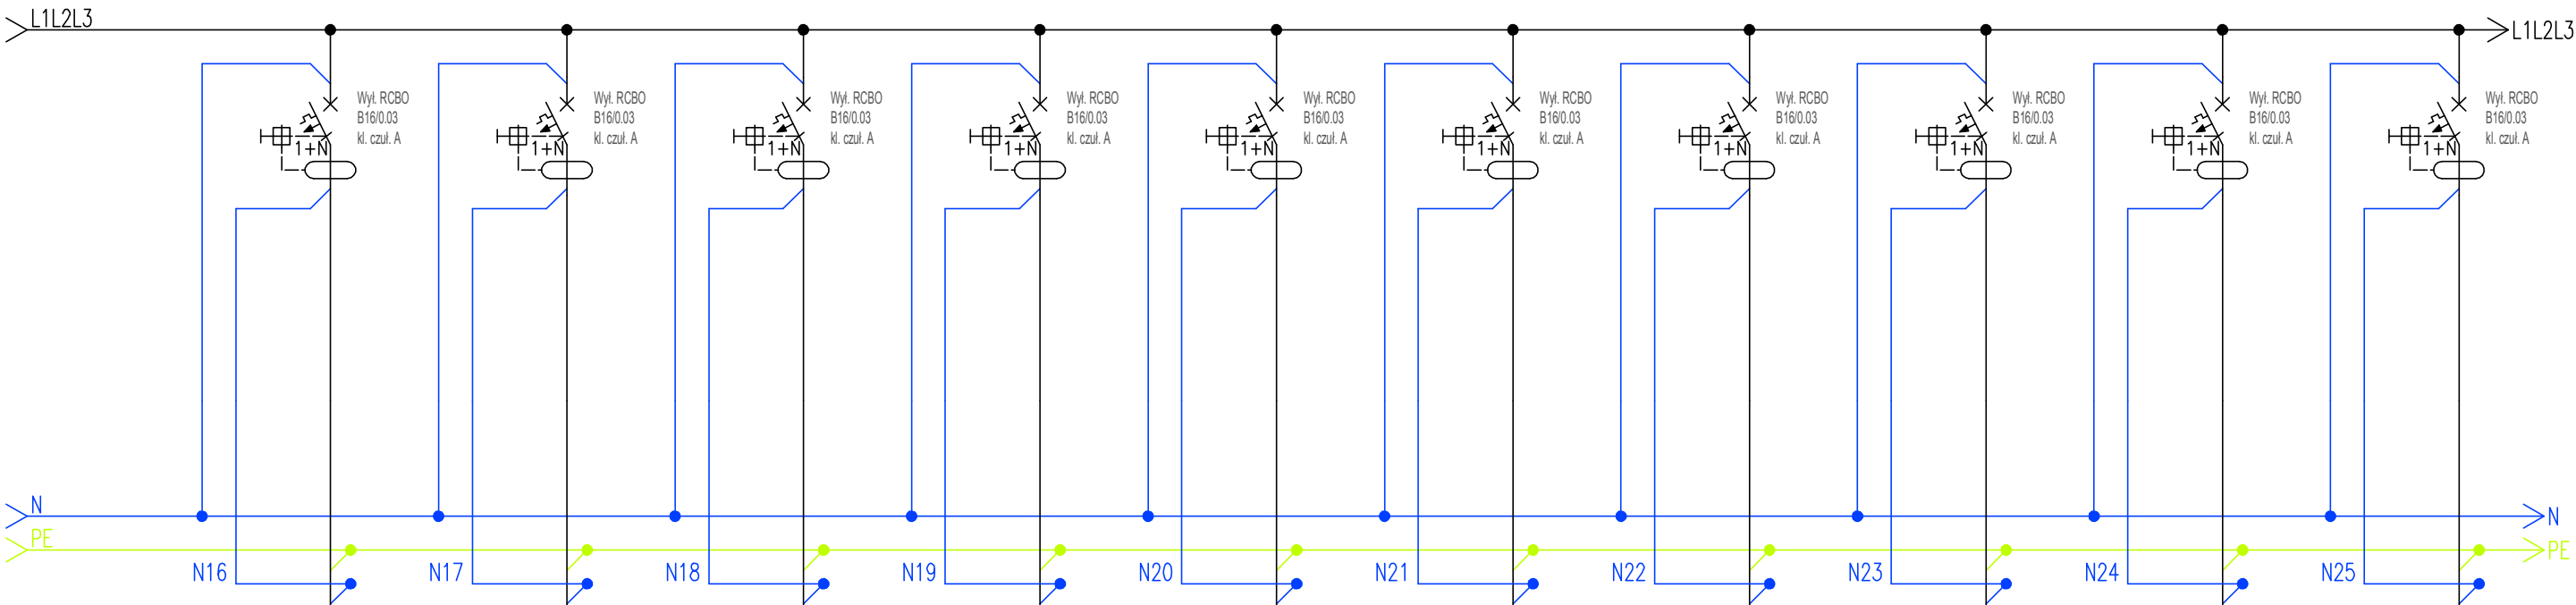 L1L2L3
L1L2L3
Wył. RCBO
B16/0.03
kl. czuł. A
1+N
Wył. RCBO
B16/0.03
kl. czuł. A
1+N
Wył. RCBO
B16/0.03
kl. czuł. A
1+N
Wył. RCBO
B16/0.03
kl. czuł. A
1+N
Wył. RCBO
B16/0.03
kl. czuł. A
1+N
Wył. RCBO
B16/0.03
kl. czuł. A
1+N
Wył. RCBO
B16/0.03
kl. czuł. A
1+N
Wył. RCBO
B16/0.03
kl. czuł. A
1+N
Wył. RCBO
B16/0.03
kl. czuł. A
1+N
Wył. RCBO
B16/0.03
kl. czuł. A
1+N
N
N
PE
PE
N16
N17
N18
N19
N20
N21
N22
N23
N24
N25